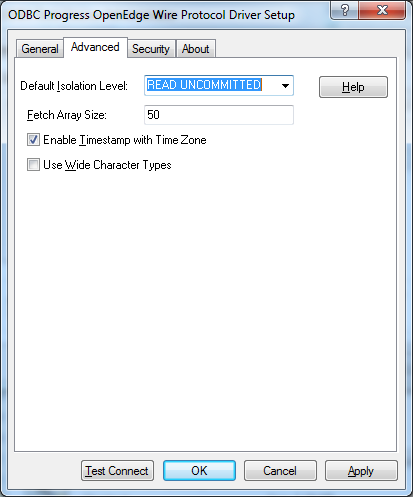 ODBC Progress OpenEdge Wire Protocol Driver Setup
General Advanced Security About
Default Isolation Level: READ UNCOMMITTED Help
Fetch Array Size: 50
Enable Timestamp with Time Zone
Use Wide Character Types
Test Connect OK Cancel Apply